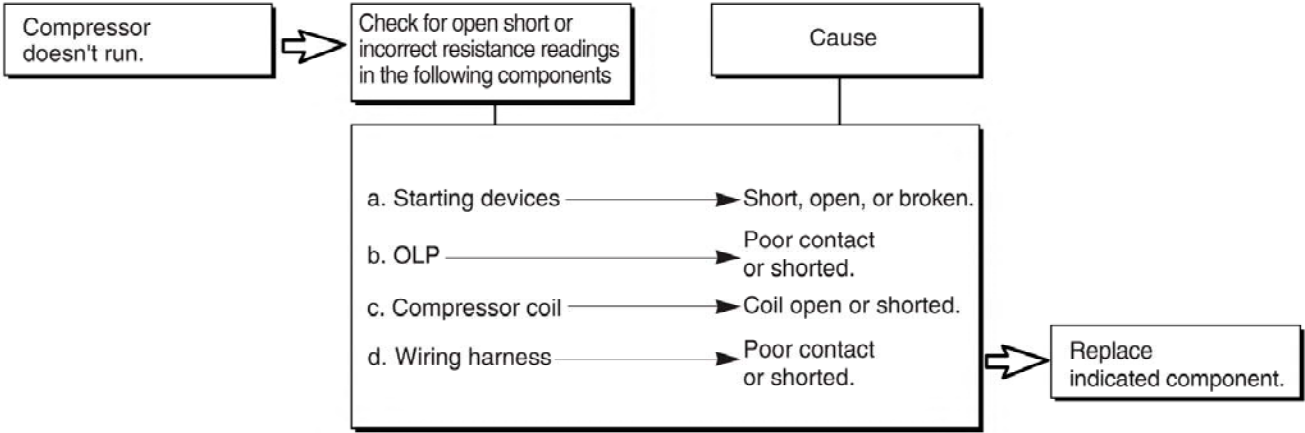 Compressor
doesn't run.
Check for open short or
incorrect resistance readings
in the following components
Cause
a. Starting devices
Short, open, or broken.
b. OLP
Poor contact
or shorted.
c. Compressor coil
Coil open or shorted.
d. Wiring harness
Poor contact
or shorted.
Replace
indicated component.